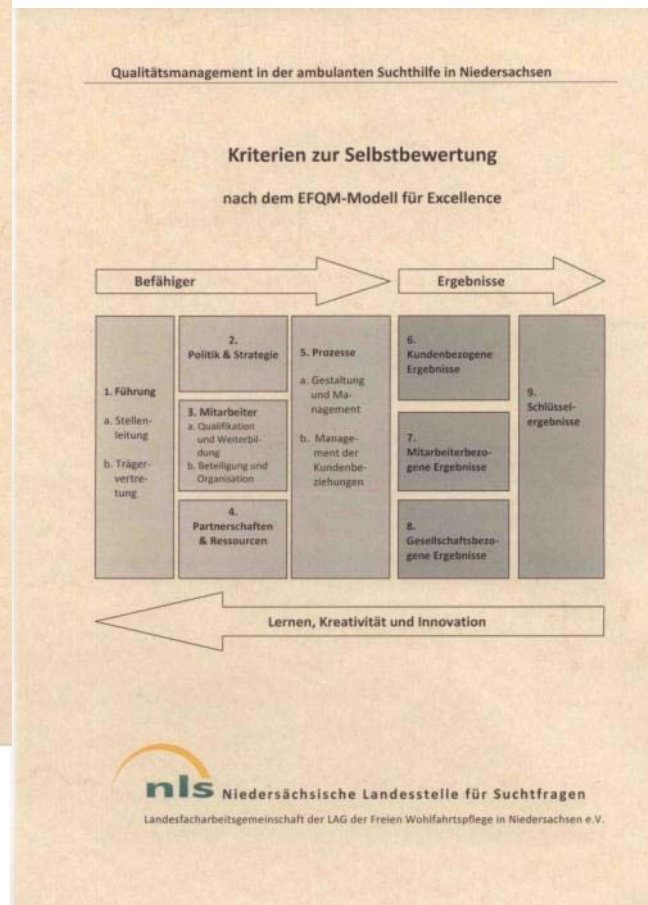 Qualitätsmanagement in der ambulanten Suchthilfe in Niedersachsen
Kriterien zur Selbstbewertung
nach dem EFQM-Modell für Excellence
Befähiger
Ergebnisse
1. Führung
a. Stellen-
leitung
b. Träger-
vertre-
tung
2.
Politik & Strategie
3. Mitarbeiter
a. Qualifikation
und Weiterbil-
dung
b. Beteiligung und
Organisation
4.
Partnerschaften
& Ressourcen
5. Prozesse
a. Gestaltung
und Ma-
nagement
b. Manage-
ment der
Kundenbe-
ziehungen
6.
Kundenbezogene
Ergebnisse
7.
Mitarbeiterbezo-
gene Ergebnisse
8.
Gesellschaftsbezo-
gene Ergebnisse
9.
Schlüssel-
ergebnisse
Lernen, Kreativität und Innovation
nls Niedersächsische Landesstelle für Suchtfragen
Landesfacharbeitsgemeinschaft der LAG der Freien Wohlfahrtspflege in Niedersachsen e.V.